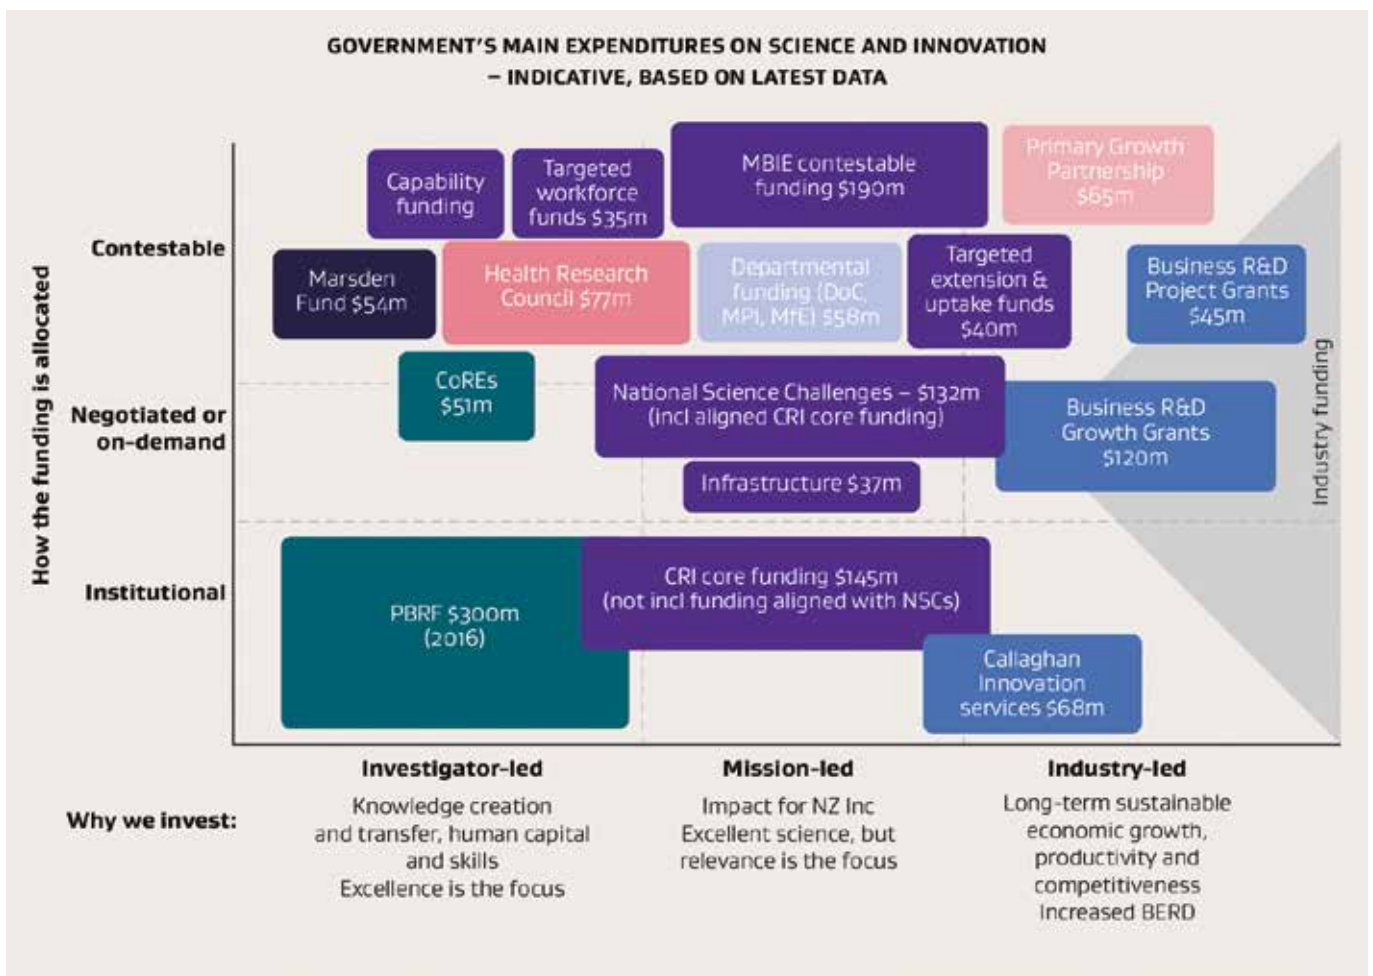 GOVERNMENT'S MAIN EXPENDITURES ON SCIENCE AND INNOVATION
– INDICATIVE, BASED ON LATEST DATA
How the funding is allocated
Contestable
Capability
funding
Targeted
workforce
funds $35m
MBIE contestable
funding $190m
Primary Growth
Partnership
$65m
Marsden
Fund $54m
Health Research
Council $77m
Departmental
funding (DoC,
MPI, MfE) $58m
Targeted
extension &
uptake funds
$40m
Business R&D
Project Grants
$45m
Negotiated or
on-demand
CoREs
$51m
National Science Challenges – $132m
(incl aligned CRI core funding)
Business R&D
Growth Grants
$120m
Infrastructure $37m
Industry funding
Institutional
PBRF $300m
(2016)
CRI core funding $145m
(not incl funding aligned with NSCs)
Callaghan
Innovation
services $68m
Investigator-led
Mission-led
Industry-led
Why we invest:
Knowledge creation
and transfer, human capital
and skills
Excellence is the focus
Impact for NZ Inc
Excellent science, but
relevance is the focus
Long-term sustainable
economic growth,
productivity and
competitiveness
Increased BERD